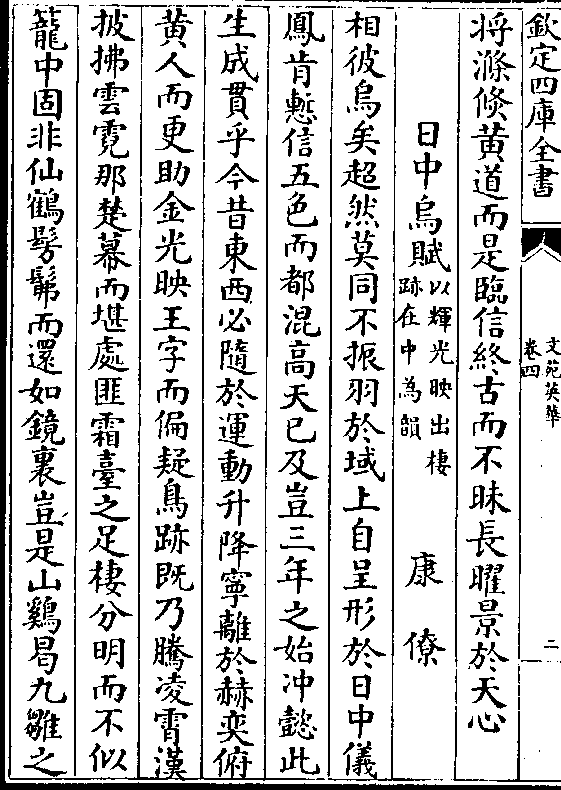 欽定四庫全書
文苑英華
卷四
二
将滌倏黄道而是臨信終古而不昧長曜景於天心
日中烏賦以輝光映出棲
跡在中為韻
康僚
相彼烏矣超然莫同不振羽於域上自呈形於日中儀
鳳肯慙信五色而都混高天已及豈三年之始冲懿此
生成貫乎今昔東西必隨於運動升降寧離於赫奕俯
黄人而更助金光映王字而偏疑鳥跡既乃騰凌霄漢
披拂雲霓那楚幕而堪處匪霜臺之足棲分明而不似
籠中固非仙鶴髣髴而還如鏡裏豈是山鷄曷九雛之